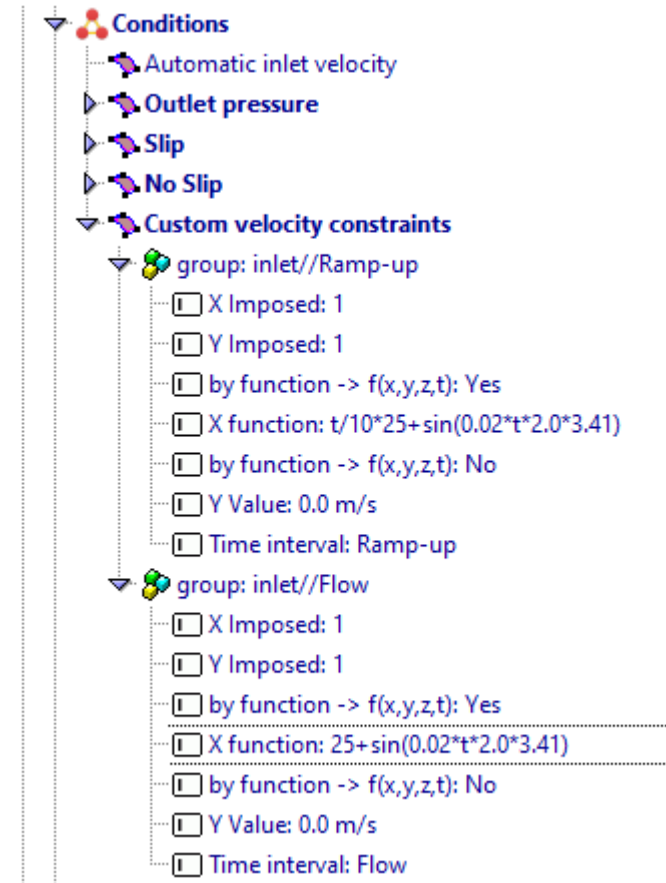 Conditions
Automatic inlet velocity
Outlet pressure
Slip
No Slip
Custom velocity constraints
group: inlet//Ramp-up
X Imposed: 1
Y Imposed: 1
by function -> f(x,y,z,t): Yes
X function: t/10*25+sin(0.02*t*2.0*3.41)
by function -> f(x,y,z,t): No
Y Value: 0.0 m/s
Time interval: Ramp-up
group: inlet//Flow
X Imposed: 1
Y Imposed: 1
by function -> f(x,y,z,t): Yes
X function: 25+sin(0.02*t*2.0*3.41)
by function -> f(x,y,z,t): No
Y Value: 0.0 m/s
Time interval: Flow